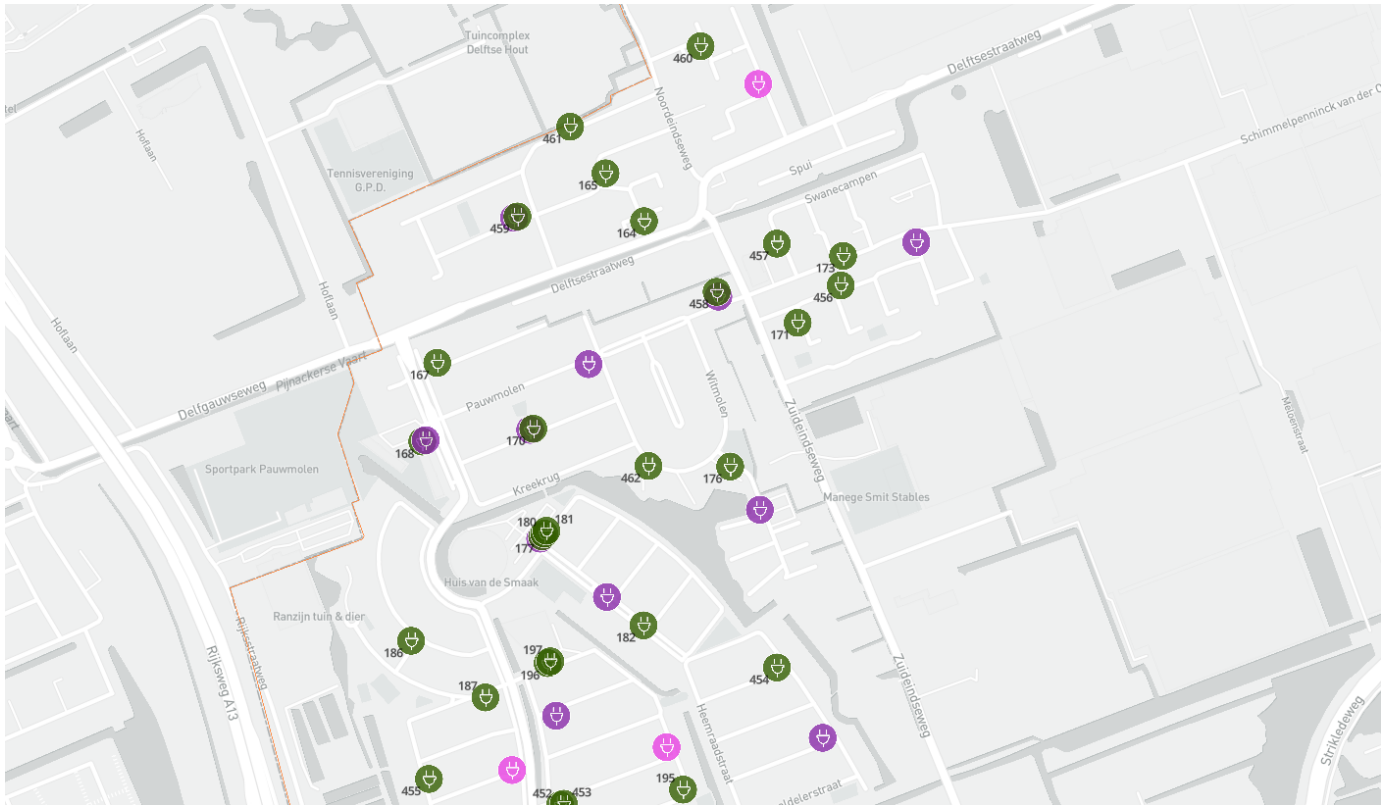 Tuincomplex
Delftse Hout
460
Delftsestraatweg
Noordeindseweg
Hoflaan
461
Schimmelpenninck van der
Tennisvereniging
G.P.D.
165
Spui
Swanecampen
459
164
457
173
Delftsestraatweg
Hoflaan
458
456
171
Hoflaan
167
Pijnackerse Vaart
Delfgauwseweg
Pauwmolen
Witmolen
Zuideindseweg
Meloenstraat
168
170
Sportpark Pauwmolen
Kreekrug
462
176
Manege Smit Stables
180
181
177
Huis van de Smaak
Ranzijn tuin & dier
182
186
197
196
Rijksstraatweg
Rijksweg A13
187
454
Zuideindseweg
Heemraadstraat
Strikledeweg
455
452
453
195